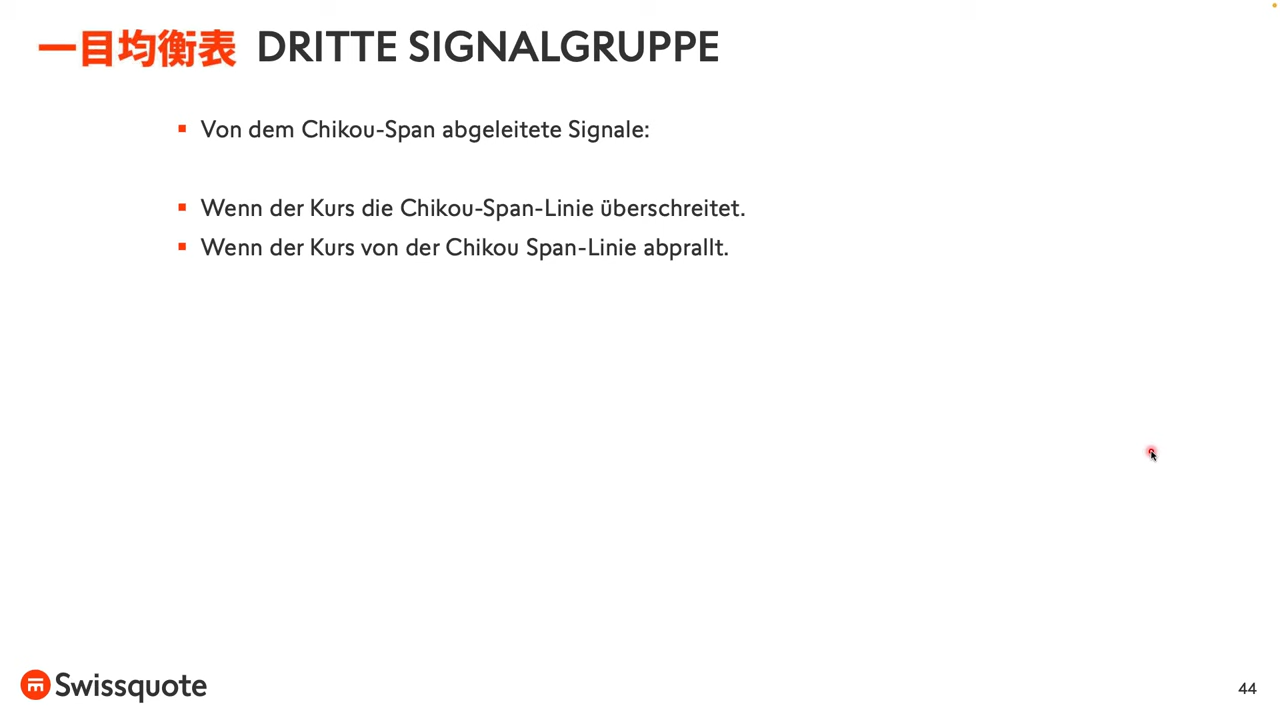 一目均衡表 DRITTE SIGNALGRUPPE
Von dem Chikou-Span abgeleitete Signale:
Wenn der Kurs die Chikou-Span-Linie überschreitet.
Wenn der Kurs von der Chikou Span-Linie abprallt.
Swissquote
44